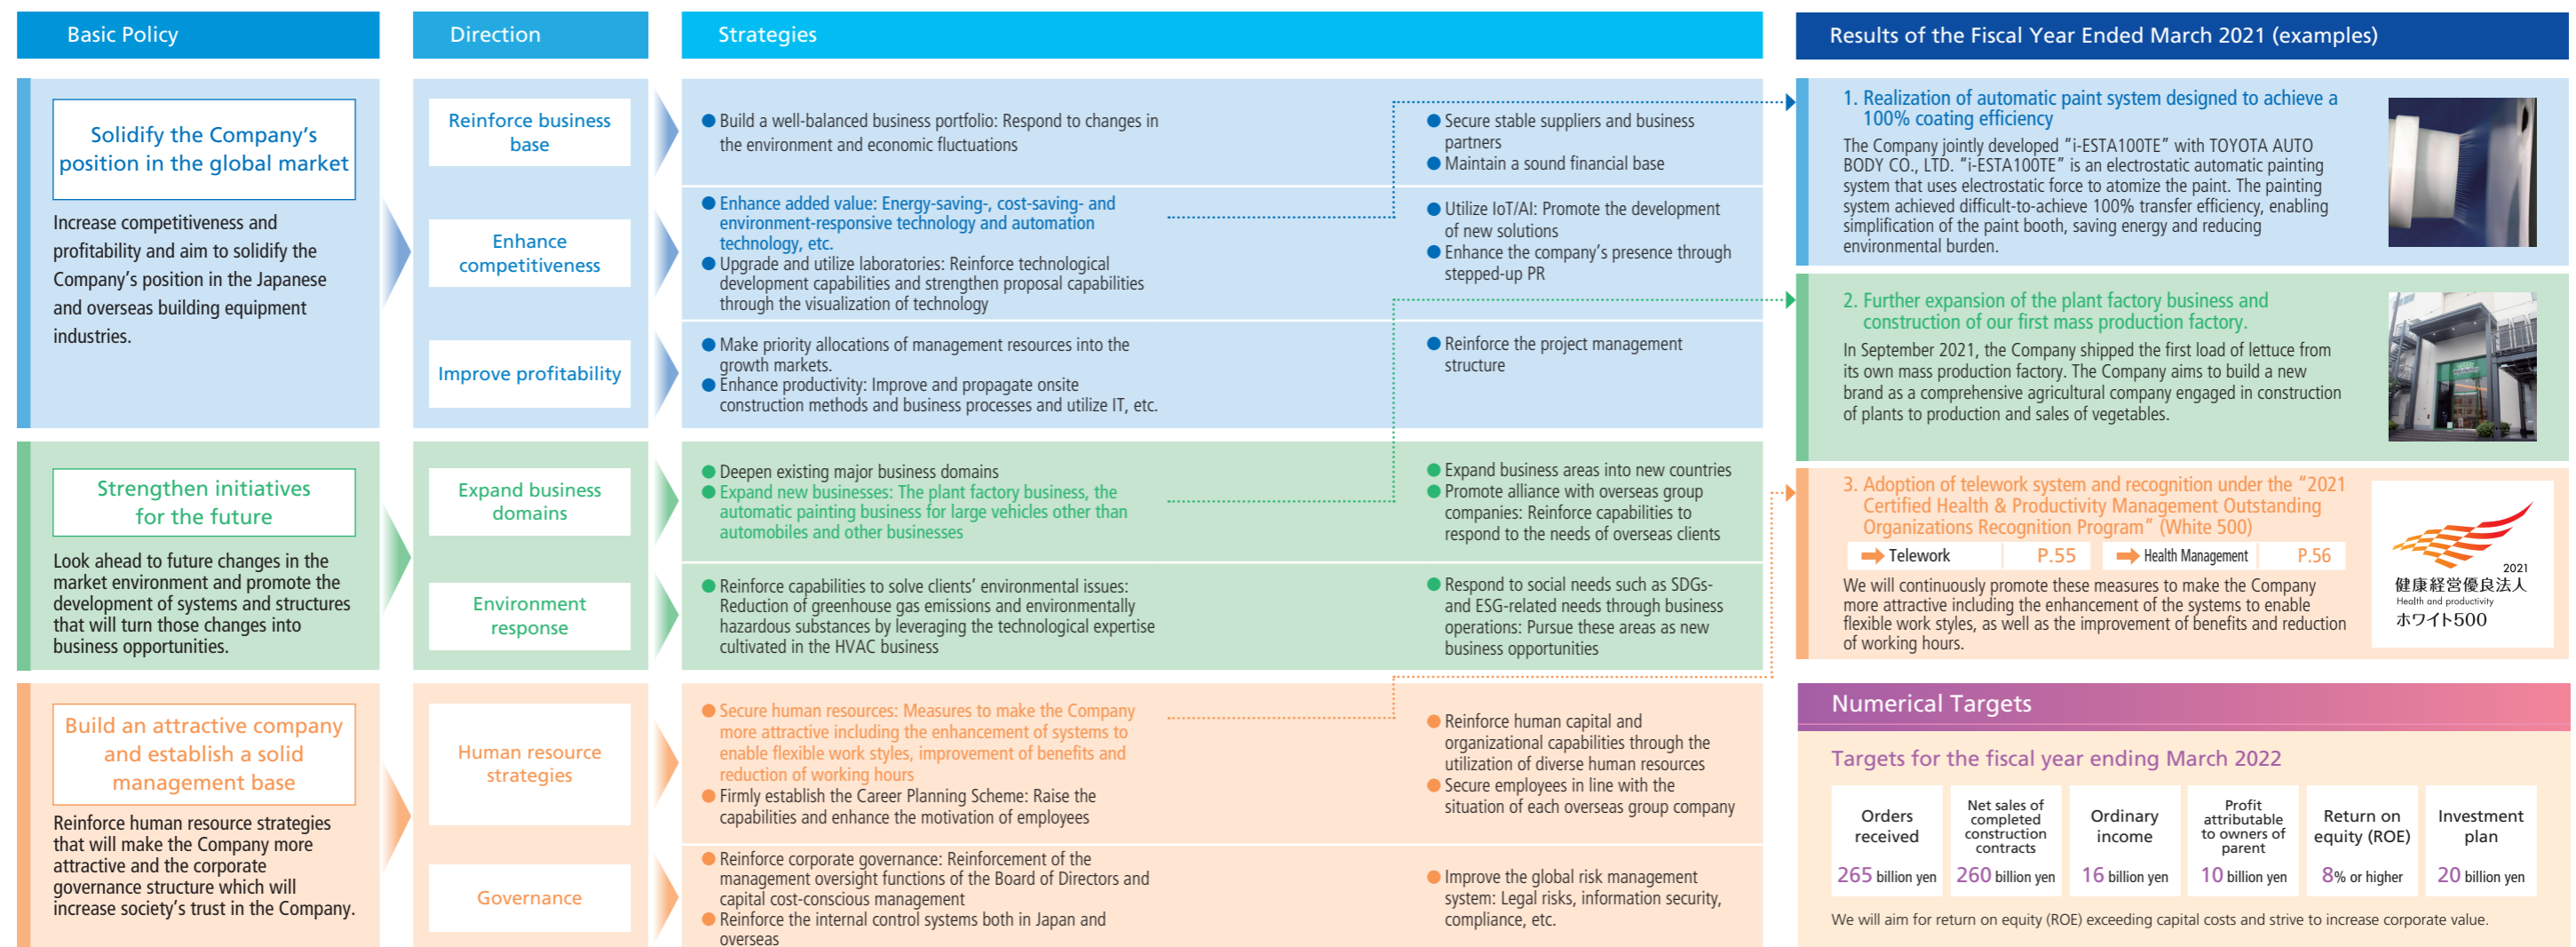 Basic Policy
Direction
Strategies
Results of the Fiscal Year Ended March 2021 (examples)
Solidify the Company's
position in the global market
Increase competitiveness and
profitability and aim to solidify the
Company's position in the Japanese
and overseas building equipment
industries.
Reinforce business
base
● Build a well-balanced business portfolio: Respond to changes in
the environment and economic fluctuations
● Secure stable suppliers and business
partners
● Maintain a sound financial base
Enhance
competitiveness
● Enhance added value: Energy-saving-, cost-saving- and
environment-responsive technology and automation
technology, etc.
● Upgrade and utilize laboratories: Reinforce technological
development capabilities and strengthen proposal capabilities
through the visualization of technology
● Utilize IoT/AI: Promote the development
of new solutions
● Enhance the company's presence through
stepped-up PR
Improve profitability
● Make priority allocations of management resources into the
growth markets.
● Enhance productivity: Improve and propagate onsite
construction methods and business processes and utilize IT, etc.
● Reinforce the project management
structure
Strengthen initiatives
for the future
Look ahead to future changes in the
market environment and promote the
development of systems and structures
that will turn those changes into
business opportunities.
Expand business
domains
● Deepen existing major business domains
● Expand new businesses: The plant factory business, the
automatic painting business for large vehicles other than
automobiles and other businesses
● Expand business areas into new countries
● Promote alliance with overseas group
companies: Reinforce capabilities to
respond to the needs of overseas clients
Environment
response
● Reinforce capabilities to solve clients' environmental issues:
Reduction of greenhouse gas emissions and environmentally
hazardous substances by leveraging the technological expertise
cultivated in the HVAC business
● Respond to social needs such as SDGs-
and ESG-related needs through business
operations: Pursue these areas as new
business opportunities
Build an attractive company
and establish a solid
management base
Reinforce human resource strategies
that will make the Company more
attractive and the corporate
governance structure which will
increase society's trust in the Company.
Human resource
strategies
● Secure human resources: Measures to make the Company
more attractive including the enhancement of systems to
enable flexible work styles, improvement of benefits and
reduction of working hours
● Firmly establish the Career Planning Scheme: Raise the
capabilities and enhance the motivation of employees
● Reinforce human capital and
organizational capabilities through the
utilization of diverse human resources
● Secure employees in line with the
situation of each overseas group company
Governance
● Reinforce corporate governance: Reinforcement of the
management oversight functions of the Board of Directors and
capital cost-conscious management
● Reinforce the internal control systems both in Japan and
overseas
● Improve the global risk management
system: Legal risks, information security,
compliance, etc.
1. Realization of automatic paint system designed to achieve a
100% coating efficiency
The Company jointly developed "i-ESTA100TE" with TOYOTA AUTO
BODY CO., LTD. "i-ESTA100TE" is an electrostatic automatic painting
system that uses electrostatic force to atomize the paint. The painting
system achieved difficult-to-achieve 100% transfer efficiency, enabling
simplification of the paint booth, saving energy and reducing
environmental burden.
2. Further expansion of the plant factory business and
construction of our first mass production factory.
In September 2021, the Company shipped the first load of lettuce from
its own mass production factory. The Company aims to build a new
brand as a comprehensive agricultural company engaged in construction
of plants to production and sales of vegetables.
3. Adoption of telework system and recognition under the "2021
Certified Health & Productivity Management Outstanding
Organizations Recognition Program" (White 500)
Telework P.55 Health Management P.56
We will continuously promote these measures to make the Company
more attractive including the enhancement of the systems to enable
flexible work styles, as well as the improvement of benefits and reduction
of working hours.
2021
健康経営優良法人
Health and productivity
ホワイト500
Numerical Targets
Targets for the fiscal year ending March 2022
Orders
received
265 billion yen
Net sales of
completed
construction
contracts
260 billion yen
Ordinary
income
16 billion yen
Profit
attributable
to owners of
parent
10 billion yen
Return on
equity (ROE)
8% or higher
Investment
plan
20 billion yen
We will aim for return on equity (ROE) exceeding capital costs and strive to increase corporate value.